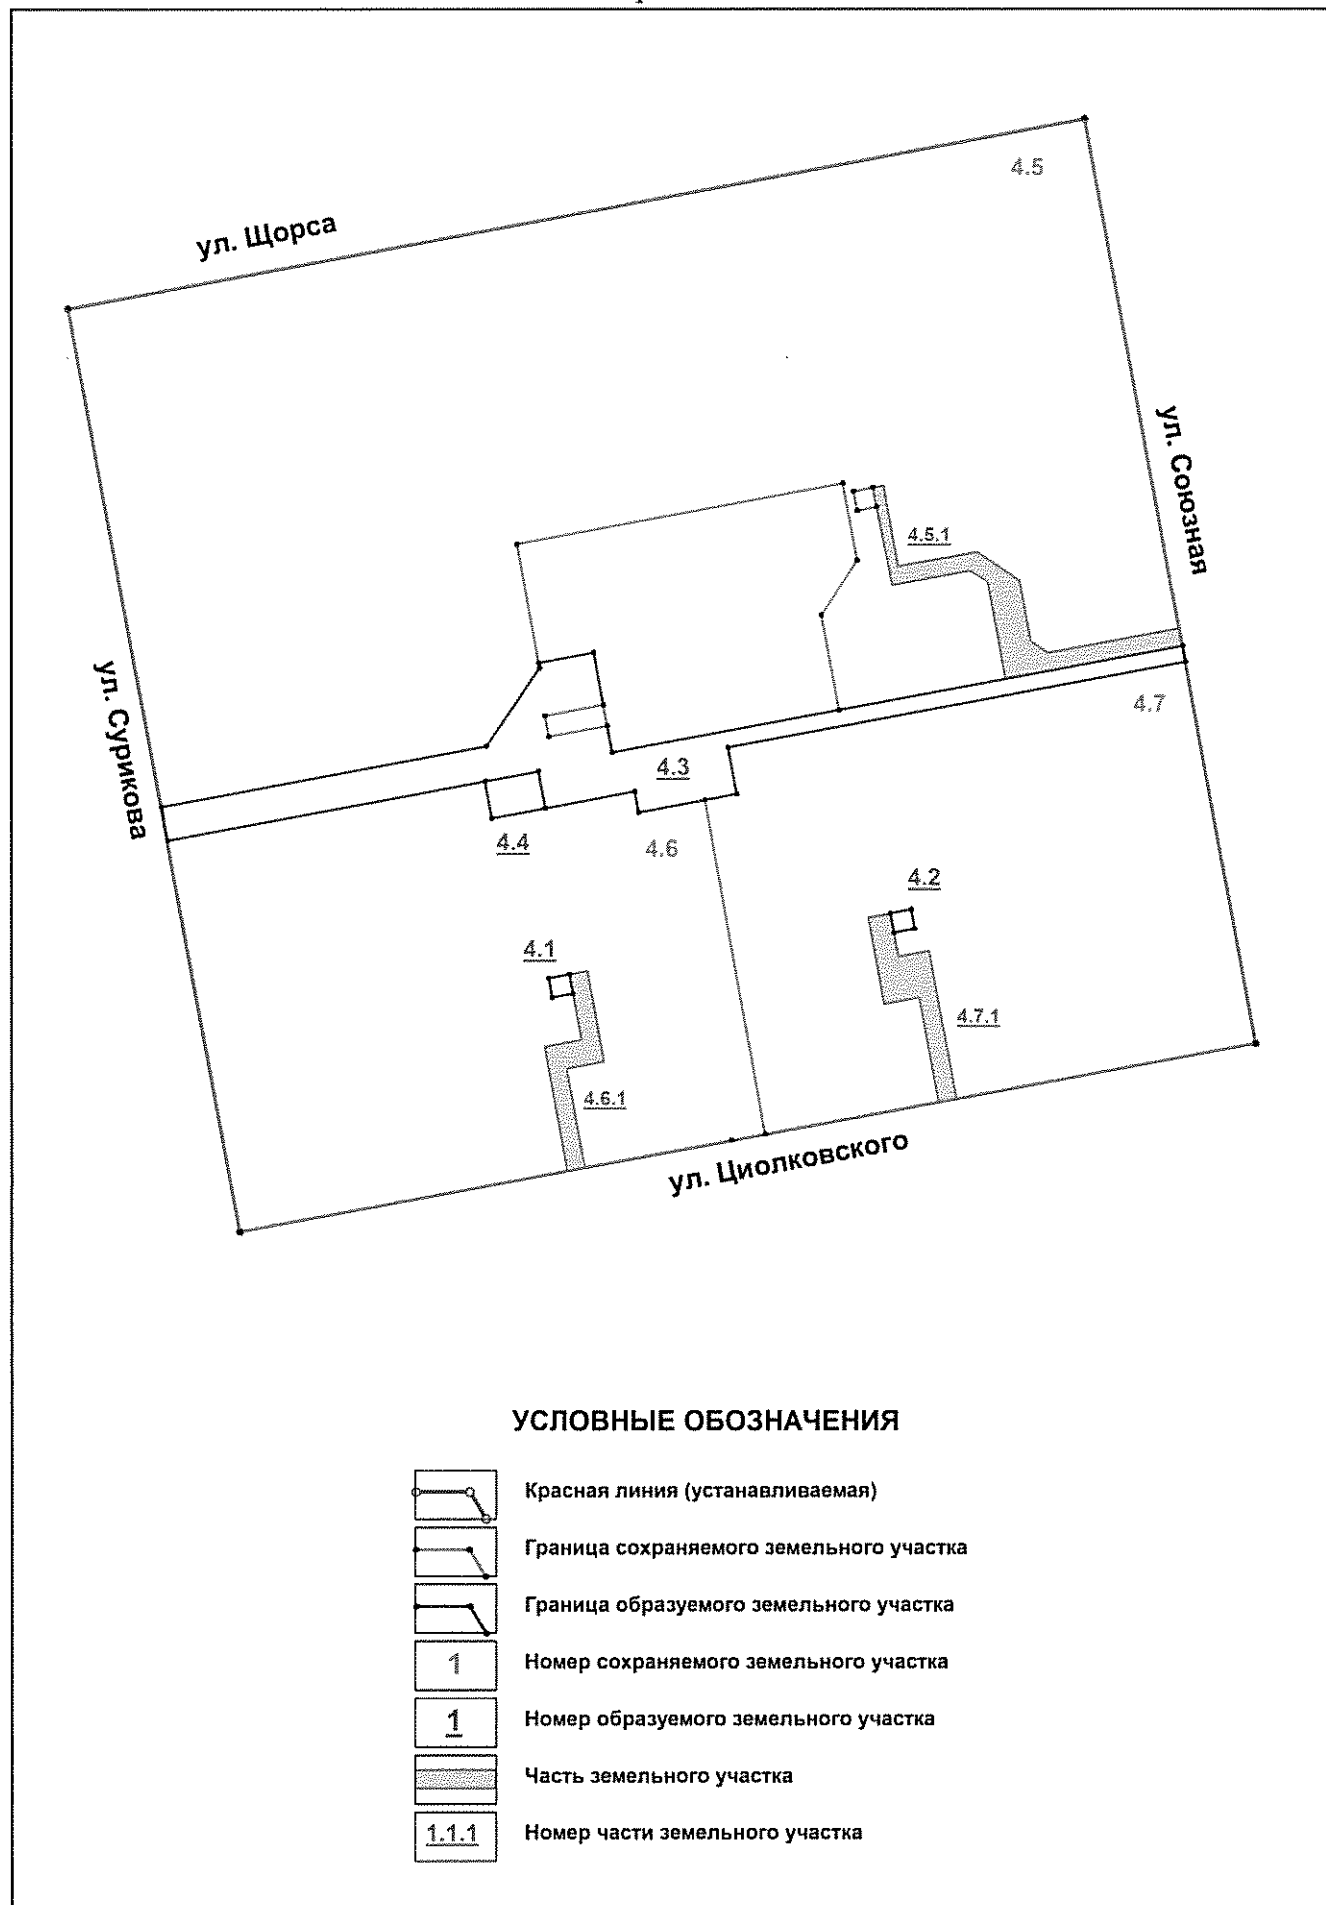 4.5
ул. Щорса
ул. Союзная
4.5.1
ул. Сурикова
4.7
4.3
4.4
4.6
4.2
4.1
4.7.1
4.6.1
ул. Циолковского
УСЛОВНЫЕ ОБОЗНАЧЕНИЯ
Красная линия (устанавливаемая)
Граница сохраняемого земельного участка
Граница образуемого земельного участка
1 Номер сохраняемого земельного участка
1 Номер образуемого земельного участка
Часть земельного участка
1.1.1 Номер части земельного участка